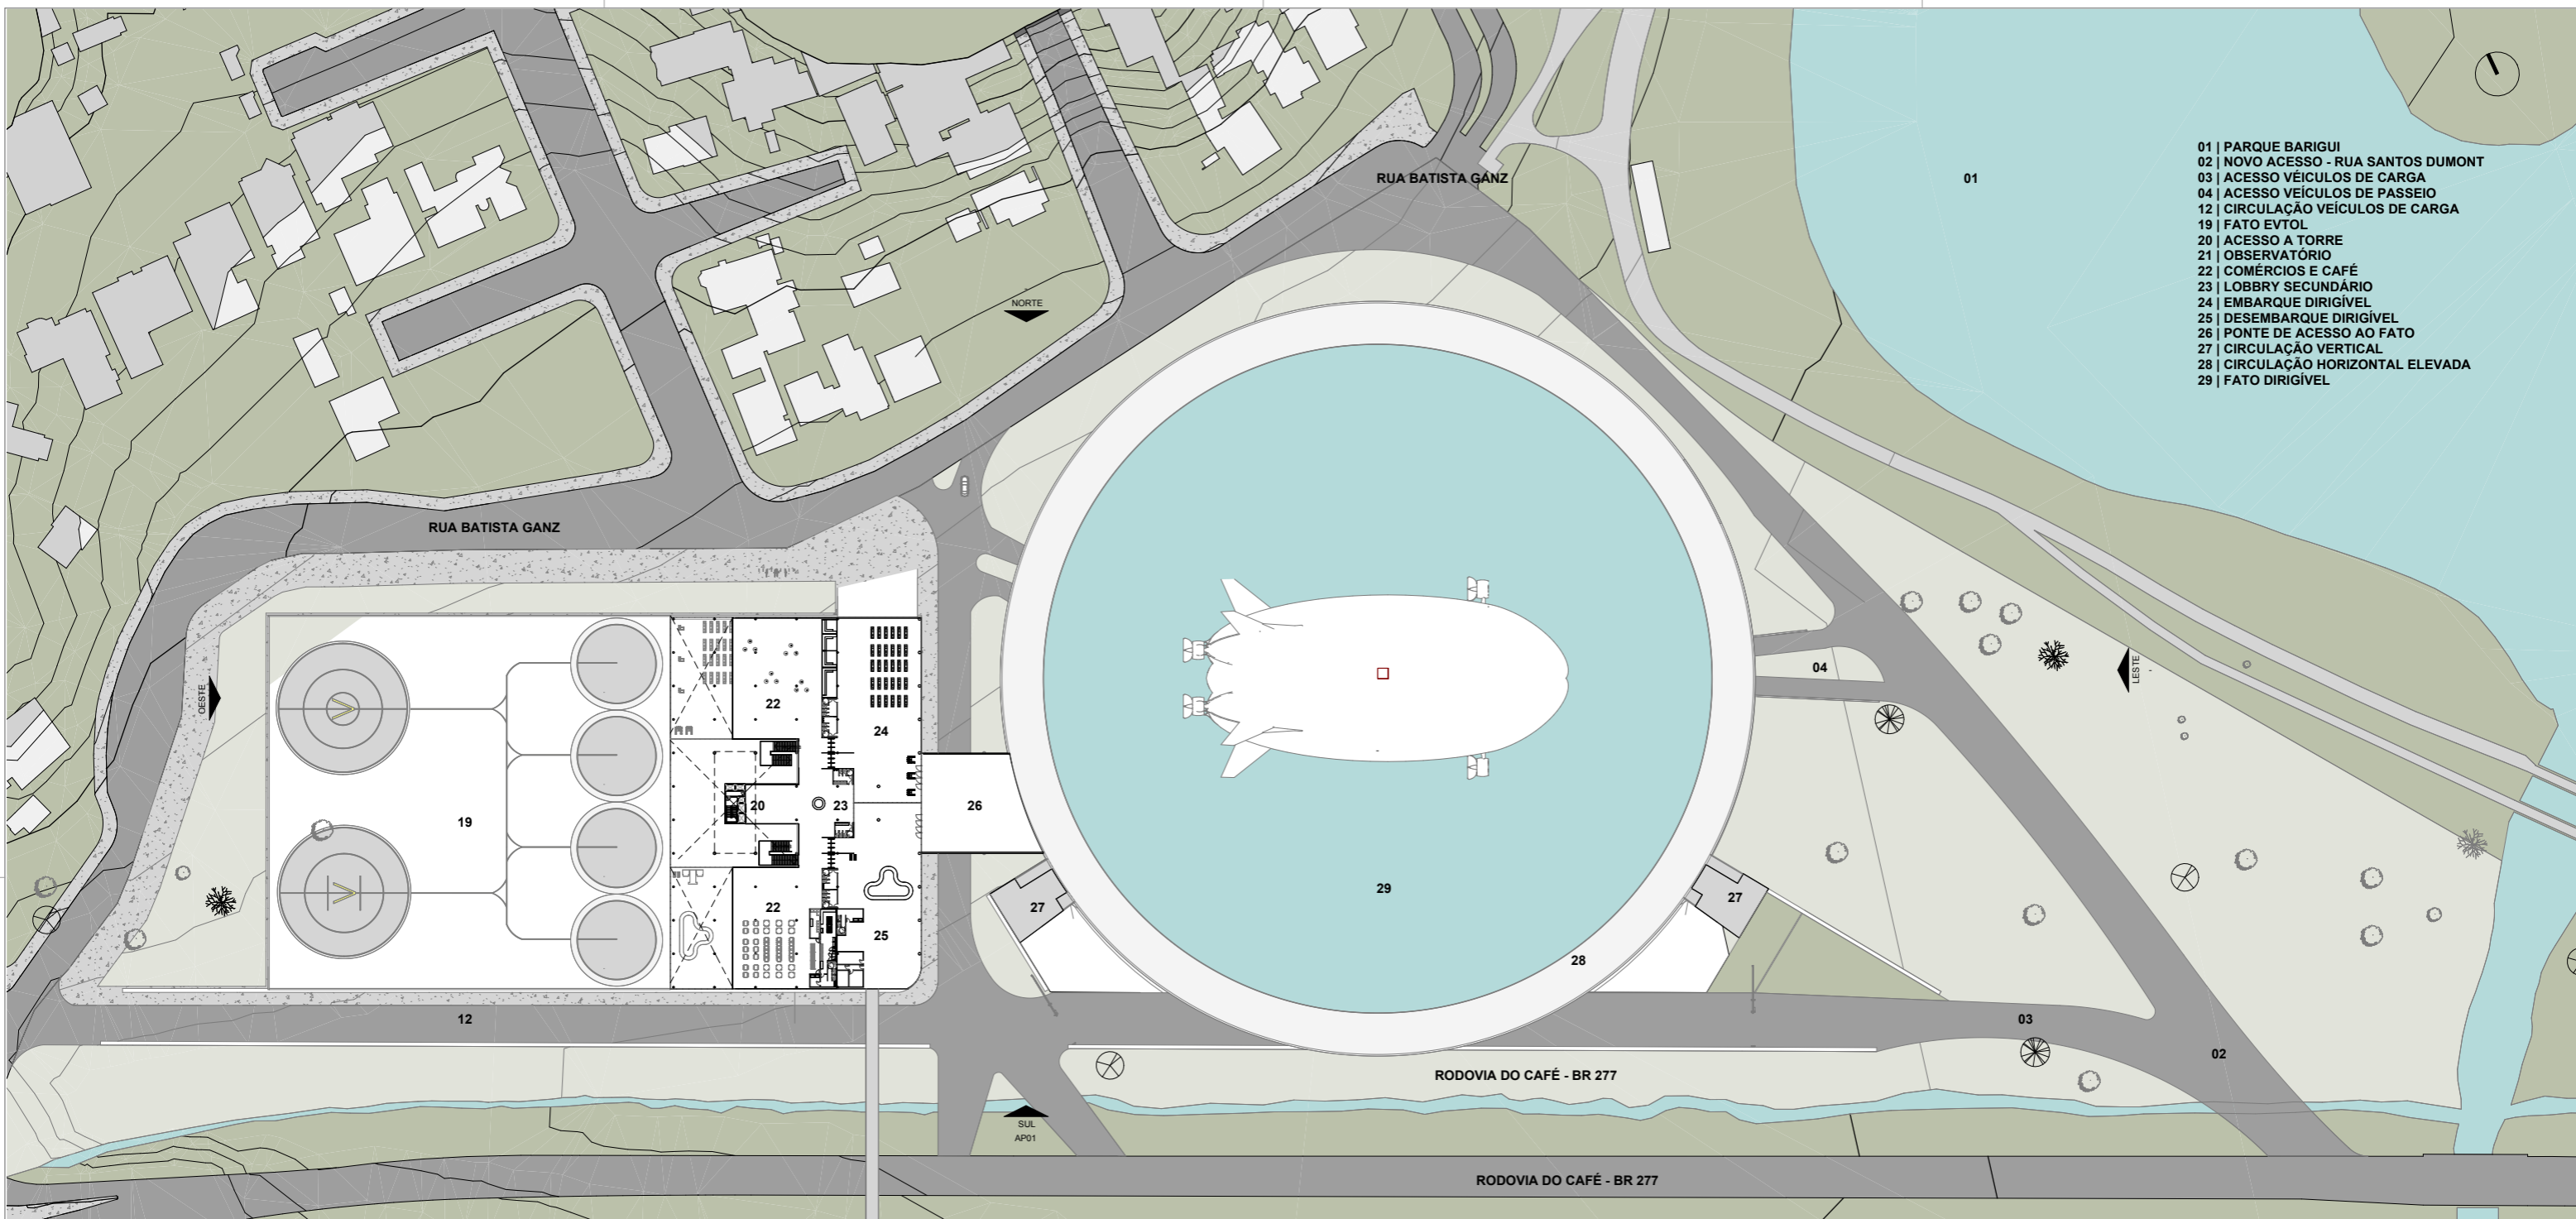 01 | PARQUE BARIGUI
02 | NOVO ACESSO - RUA SANTOS DUMONT
03 | ACESSO VÉICULOS DE CARGA
04 | ACESSO VEÍCULOS DE PASSEIO
12 | CIRCULAÇÃO VEÍCULOS DE CARGA
19 | FATO EVTOL
20 | ACESSO A TORRE
21 | OBSERVATÓRIO
22 | COMÉRCIOS E CAFÉ
23 | LOBBRY SECUNDÁRIO
24 | EMBARQUE DIRIGÍVEL
25 | DESEMBARQUE DIRIGÍVEL
26 | PONTE DE ACESSO AO FATO
27 | CIRCULAÇÃO VERTICAL
28 | CIRCULAÇÃO HORIZONTAL ELEVADA
29 | FATO DIRIGÍVEL
RUA BATISTA GANZ
01
NORTE
RUA BATISTA GANZ
OESTE
LESTE
04
22
24
20
23
26
19
29
27
27
22
25
28
12
03
02
RODOVIA DO CAFÉ - BR 277
SUL
AP01
RODOVIA DO CAFÉ - BR 277